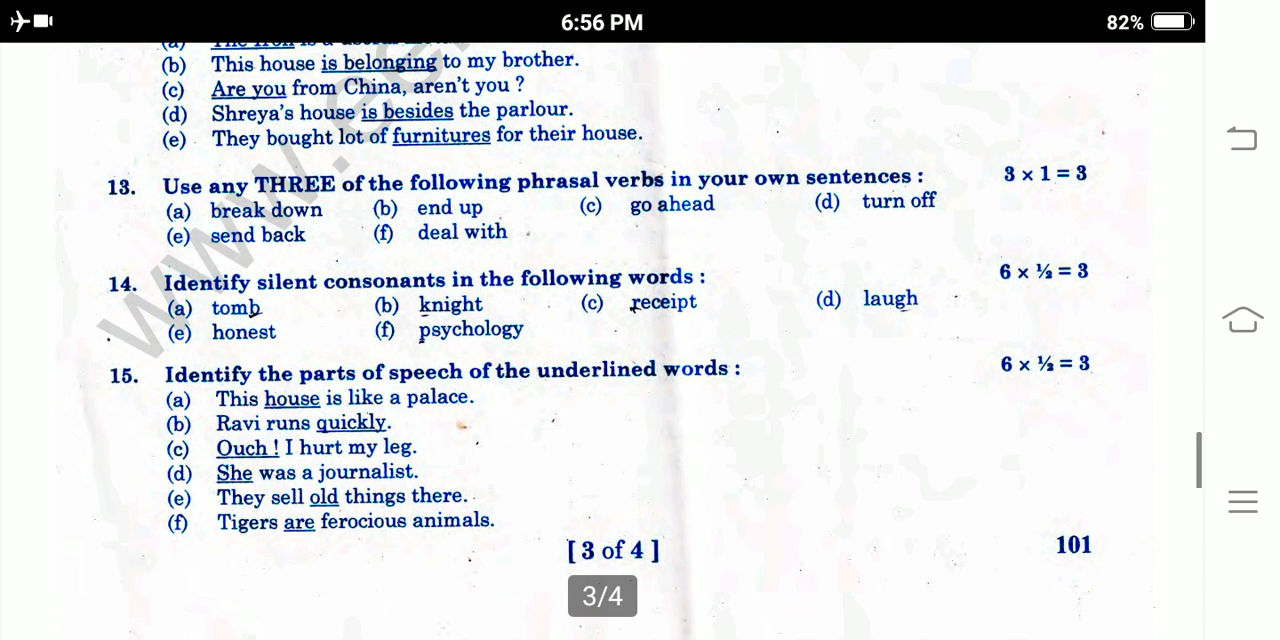 6:56 PM
82%
(a) The iron is a
(b) This house is belonging to my brother.
(c) Are you from China, aren't you ?
(d) Shreya's house is besides the parlour.
(e) They bought lot of furnitures for their house.
13. Use any THREE of the following phrasal verbs in your own sentences : 3 x 1 = 3
(a) break down (b) end up (c) go ahead (d) turn off
(e) send back (f) deal with
14. Identify silent consonants in the following words : 6 x ½ = 3
(a) tomb (b) knight (c) receipt (d) laugh
(e) honest (f) psychology
15. Identify the parts of speech of the underlined words : 6 x ½ = 3
(a) This house is like a palace.
(b) Ravi runs quickly.
(c) Ouch ! I hurt my leg.
(d) She was a journalist.
(e) They sell old things there.
(f) Tigers are ferocious animals.
[ 3 of 4 ] 101
3/4
www.ee